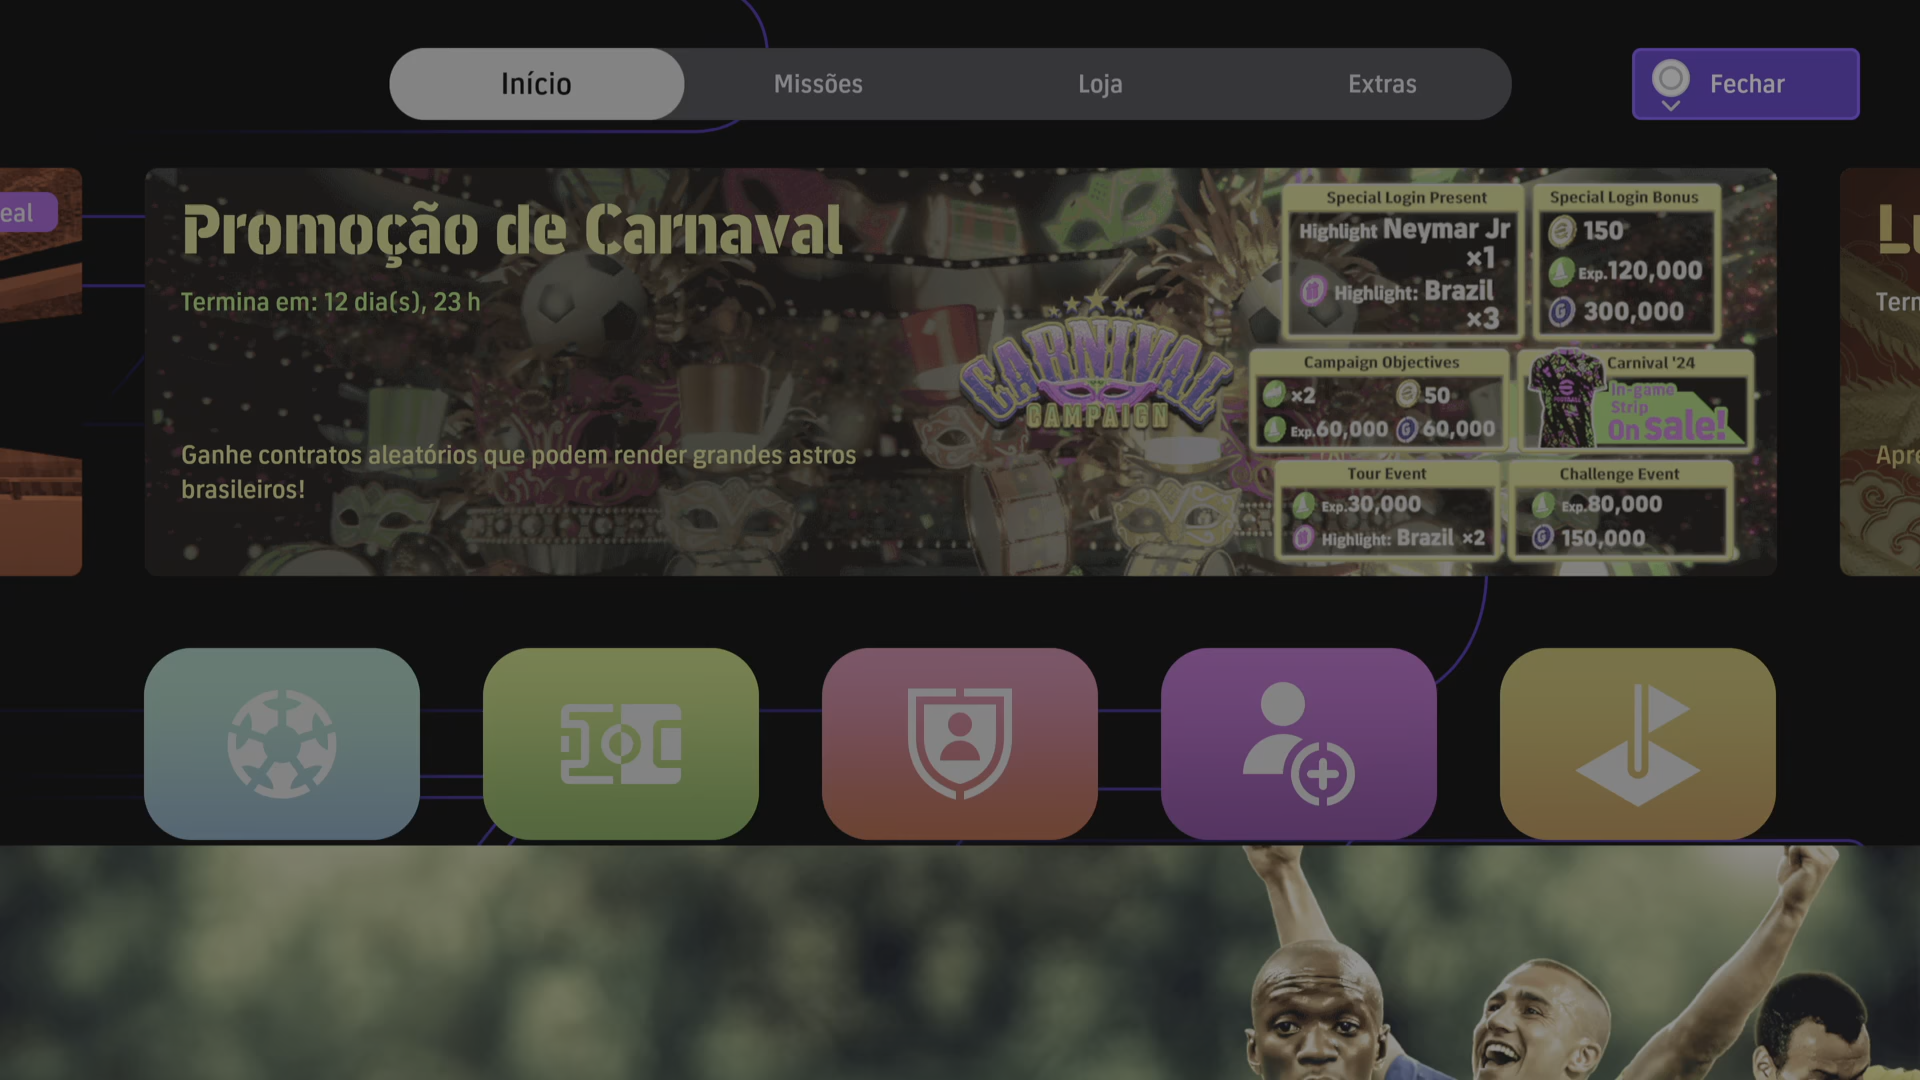 Início
Missões
Loja
Extras
Fechar
eal
Promoção de Carnaval
Termina em: 12 dia(s), 23 h
Ganhe contratos aleatórios que podem render grandes astros
brasileiros!
CARNIVAL
CAMPAIGN
Special Login Present
Highlight Neymar Jr
×1
Highlight: Brazil
×3
Special Login Bonus
150
Exp.120,000
300,000
Campaign Objectives
×2
50
Exp.60,000
60,000
Carnival '24
In-game
Strip
On sale!
Tour Event
Exp.30,000
Highlight: Brazil ×2
Challenge Event
Exp.80,000
150,000
Lu
Term
Apre